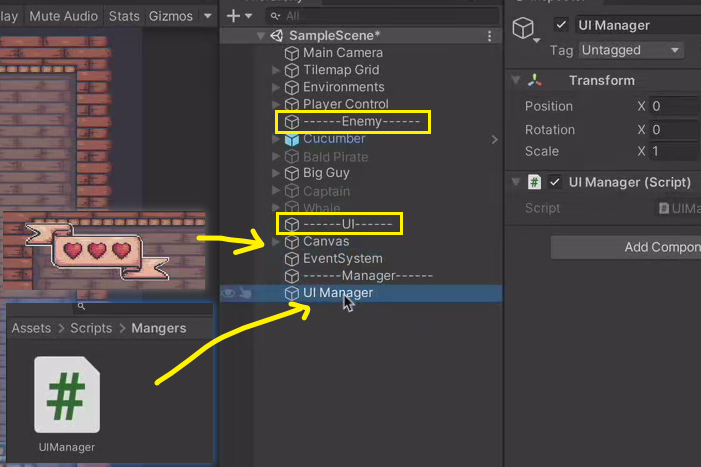 lay Mute Audio Stats Gizmos
All
SampleScene*
Main Camera
Tilemap Grid
Environments
Player Control
------Enemy------
Cucumber
Bald Pirate
Big Guy
Captain
Whale
------UI------
Canvas
EventSystem
------Manager------
UI Manager
Assets > Scripts > Mangers
#
UIManager
UI Manager
Tag Untagged
Transform
Position X 0
Rotation X 0
Scale X 1
# UI Manager (Script)
Script # UIMa
Add Compon